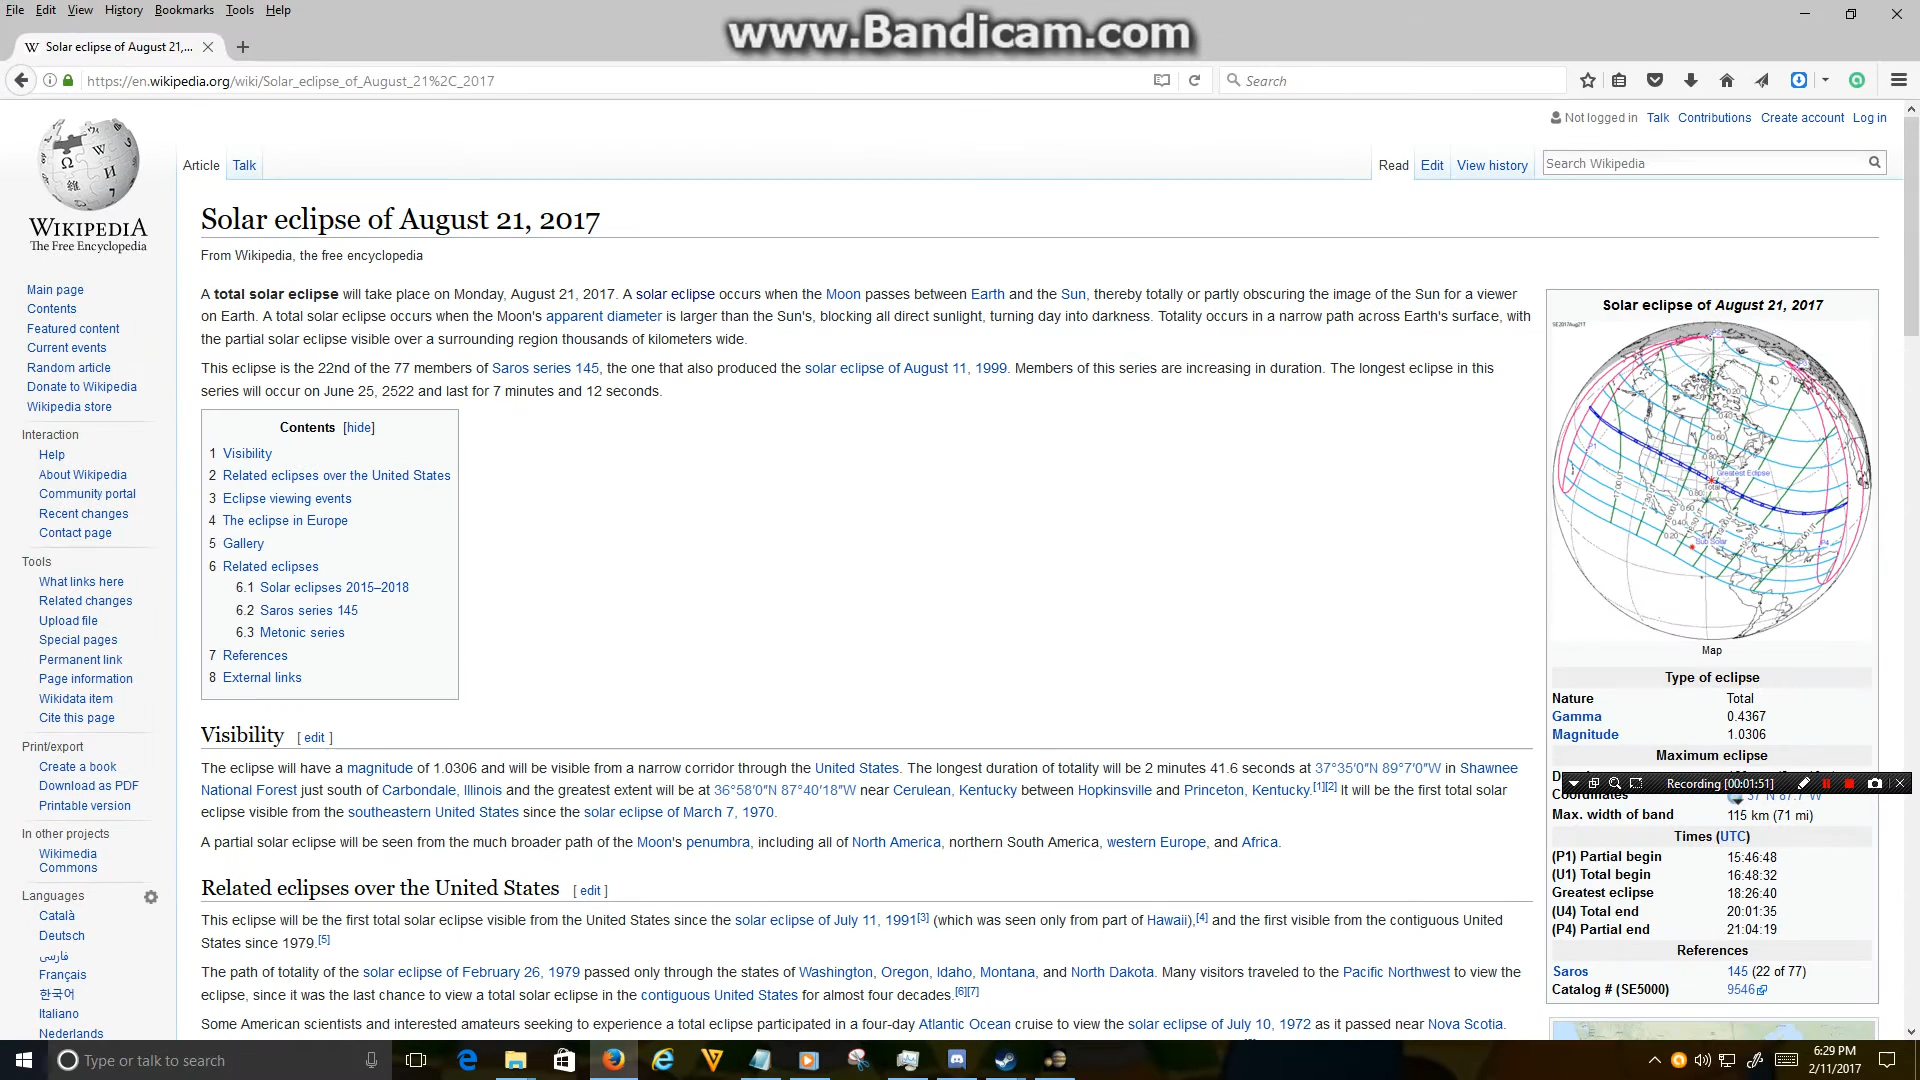 File Edit View History Bookmarks Tools Help
www.Bandicam.com
Solar eclipse of August 21,...
https://en.wikipedia.org/wiki/Solar_eclipse_of_August_21%2C_2017
Search
Not logged in Talk Contributions Create account Log in
Article Talk
Read Edit View history
Search Wikipedia
WIKIPEDIA
The Free Encyclopedia
Main page
Contents
Featured content
Current events
Random article
Donate to Wikipedia
Wikipedia store
Interaction
Help
About Wikipedia
Community portal
Recent changes
Contact page
Tools
What links here
Related changes
Upload file
Special pages
Permanent link
Page information
Wikidata item
Cite this page
Print/export
Create a book
Download as PDF
Printable version
In other projects
Wikimedia
Commons
Languages
Català
Deutsch
فارسی
Français
한국어
Italiano
Nederlands
Solar eclipse of August 21, 2017
From Wikipedia, the free encyclopedia
A total solar eclipse will take place on Monday, August 21, 2017. A solar eclipse occurs when the Moon passes between Earth and the Sun, thereby totally or partly obscuring the image of the Sun for a viewer
on Earth. A total solar eclipse occurs when the Moon's apparent diameter is larger than the Sun's, blocking all direct sunlight, turning day into darkness. Totality occurs in a narrow path across Earth's surface, with
the partial solar eclipse visible over a surrounding region thousands of kilometers wide.
This eclipse is the 22nd of the 77 members of Saros series 145, the one that also produced the solar eclipse of August 11, 1999. Members of this series are increasing in duration. The longest eclipse in this
series will occur on June 25, 2522 and last for 7 minutes and 12 seconds.
Contents [hide]
1 Visibility
2 Related eclipses over the United States
3 Eclipse viewing events
4 The eclipse in Europe
5 Gallery
6 Related eclipses
6.1 Solar eclipses 2015–2018
6.2 Saros series 145
6.3 Metonic series
7 References
8 External links
Visibility [ edit ]
The eclipse will have a magnitude of 1.0306 and will be visible from a narrow corridor through the United States. The longest duration of totality will be 2 minutes 41.6 seconds at 37°35′0″N 89°7′0″W in Shawnee
National Forest just south of Carbondale, Illinois and the greatest extent will be at 36°58′0″N 87°40′18″W near Cerulean, Kentucky between Hopkinsville and Princeton, Kentucky.[1][2] It will be the first total solar
eclipse visible from the southeastern United States since the solar eclipse of March 7, 1970.
A partial solar eclipse will be seen from the much broader path of the Moon's penumbra, including all of North America, northern South America, western Europe, and Africa.
Related eclipses over the United States [ edit ]
This eclipse will be the first total solar eclipse visible from the United States since the solar eclipse of July 11, 1991[3] (which was seen only from part of Hawaii),[4] and the first visible from the contiguous United
States since 1979.[5]
The path of totality of the solar eclipse of February 26, 1979 passed only through the states of Washington, Oregon, Idaho, Montana, and North Dakota. Many visitors traveled to the Pacific Northwest to view the
eclipse, since it was the last chance to view a total solar eclipse in the contiguous United States for almost four decades.[6][7]
Some American scientists and interested amateurs seeking to experience a total eclipse participated in a four-day Atlantic Ocean cruise to view the solar eclipse of July 10, 1972 as it passed near Nova Scotia.
Solar eclipse of August 21, 2017
SE2017Aug21T
Greatest Eclipse
Total
Sub Solar
P4
Map
Type of eclipse
Nature Total
Gamma 0.4367
Magnitude 1.0306
Maximum eclipse
Recording [00:01:51]
Coordinates
Max. width of band 115 km (71 mi)
Times (UTC)
(P1) Partial begin 15:46:48
(U1) Total begin 16:48:32
Greatest eclipse 18:26:40
(U4) Total end 20:01:35
(P4) Partial end 21:04:19
References
Saros 145 (22 of 77)
Catalog # (SE5000) 9546
Type or talk to search
6:29 PM
2/11/2017